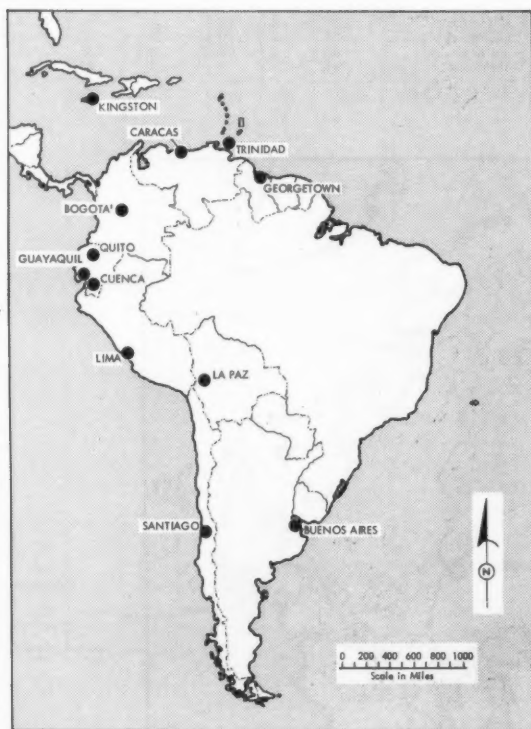 KINGSTON
CARACAS
TRINIDAD
GEORGETOWN
BOGOTA'
QUITO
GUAYAQUIL
CUENCA
LIMA
LA PAZ
SANTIAGO
BUENOS AIRES
N
0 200 400 600 800 1000
Scale in Miles